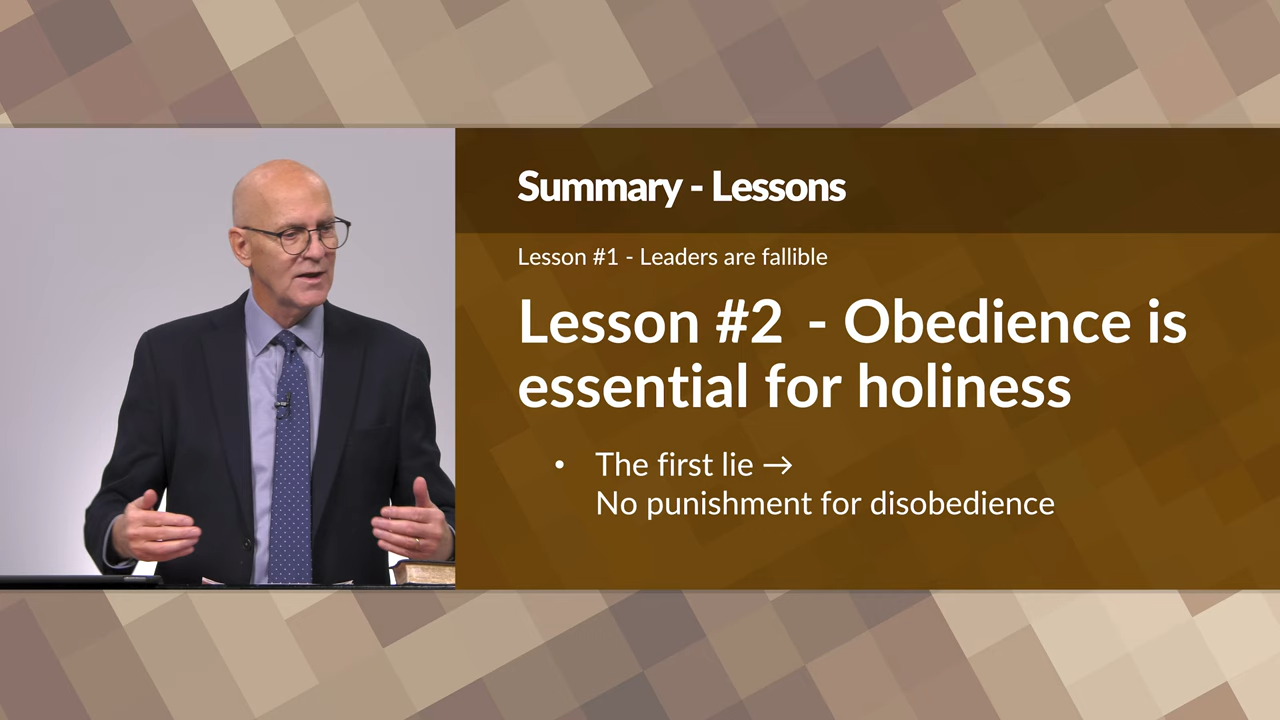 Summary - Lessons
Lesson #1 - Leaders are fallible
Lesson #2 - Obedience is
essential for holiness
• The first lie →
No punishment for disobedience